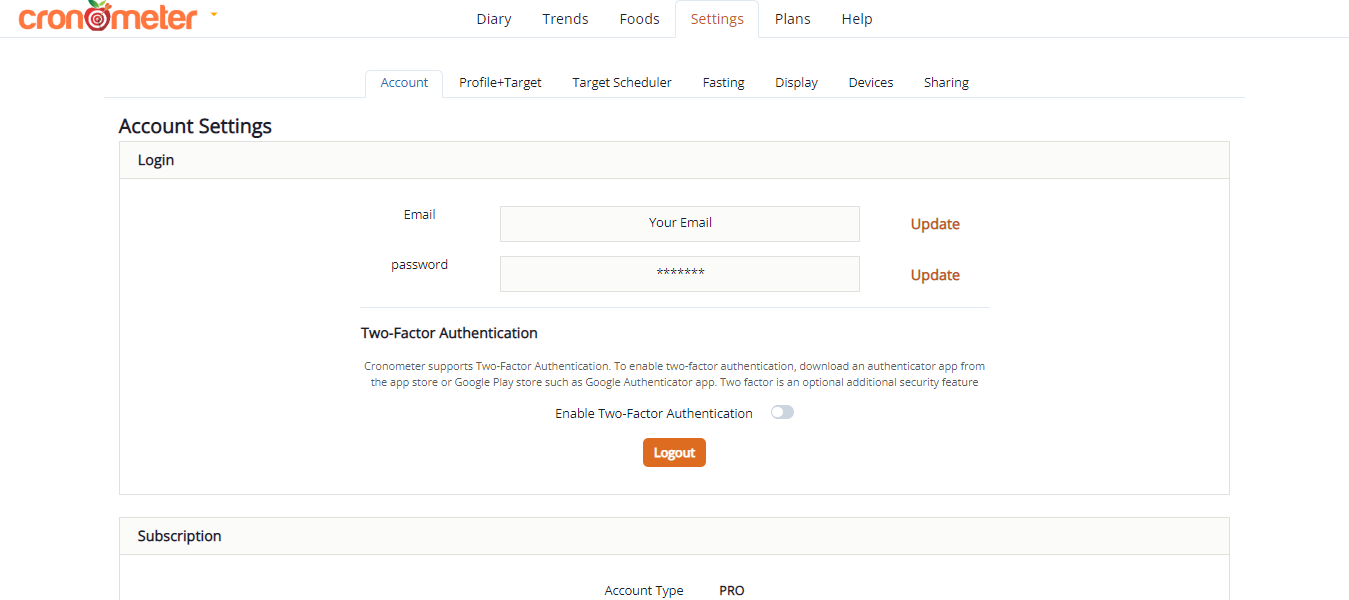 cronometer
Diary Trends Foods Settings Plans Help
Account Profile+Target Target Scheduler Fasting Display Devices Sharing
Account Settings
Login
Email Your Email Update
password ******* Update
Two-Factor Authentication
Cronometer supports Two-Factor Authentication. To enable two-factor authentication, download an authenticator app from
the app store or Google Play store such as Google Authenticator app. Two factor is an optional additional security feature
Enable Two-Factor Authentication
Logout
Subscription
Account Type PRO